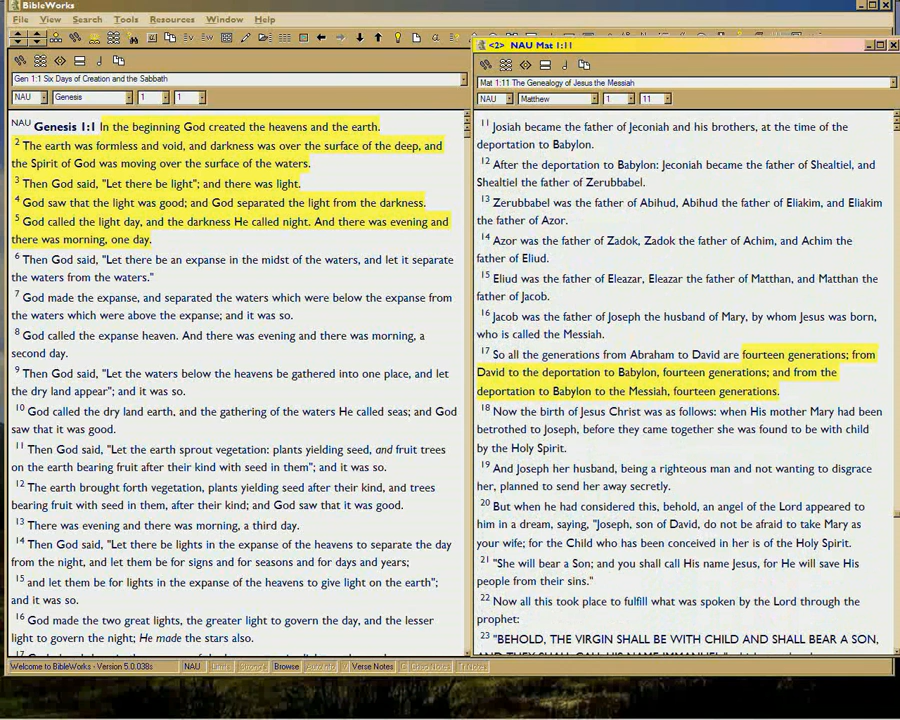 BibleWorks
File View Search Tools Resources Window Help
Gen 1:1 Six Days of Creation and the Sabbath
NAU Genesis 1 1
NAU Genesis 1:1 In the beginning God created the heavens and the earth.
2 The earth was formless and void, and darkness was over the surface of the deep, and
the Spirit of God was moving over the surface of the waters.
3 Then God said, "Let there be light"; and there was light.
4 God saw that the light was good; and God separated the light from the darkness.
5 God called the light day, and the darkness He called night. And there was evening and
there was morning, one day.
6 Then God said, "Let there be an expanse in the midst of the waters, and let it separate
the waters from the waters."
7 God made the expanse, and separated the waters which were below the expanse from
the waters which were above the expanse; and it was so.
8 God called the expanse heaven. And there was evening and there was morning, a
second day.
9 Then God said, "Let the waters below the heavens be gathered into one place, and let
the dry land appear"; and it was so.
10 God called the dry land earth, and the gathering of the waters He called seas; and God
saw that it was good.
11 Then God said, "Let the earth sprout vegetation: plants yielding seed, and fruit trees
on the earth bearing fruit after their kind with seed in them"; and it was so.
12 The earth brought forth vegetation, plants yielding seed after their kind, and trees
bearing fruit with seed in them, after their kind; and God saw that it was good.
13 There was evening and there was morning, a third day.
14 Then God said, "Let there be lights in the expanse of the heavens to separate the day
from the night, and let them be for signs and for seasons and for days and years;
15 and let them be for lights in the expanse of the heavens to give light on the earth";
and it was so.
16 God made the two great lights, the greater light to govern the day, and the lesser
light to govern the night; He made the stars also.
<2> NAU Mat 1:11
Mat 1:11 The Genealogy of Jesus the Messiah
NAU Matthew 1 11
11 Josiah became the father of Jeconiah and his brothers, at the time of the
deportation to Babylon.
12 After the deportation to Babylon: Jeconiah became the father of Shealtiel, and
Shealtiel the father of Zerubbabel.
13 Zerubbabel was the father of Abihud, Abihud the father of Eliakim, and Eliakim
the father of Azor.
14 Azor was the father of Zadok, Zadok the father of Achim, and Achim the
father of Eliud.
15 Eliud was the father of Eleazar, Eleazar the father of Matthan, and Matthan the
father of Jacob.
16 Jacob was the father of Joseph the husband of Mary, by whom Jesus was born,
who is called the Messiah.
17 So all the generations from Abraham to David are fourteen generations; from
David to the deportation to Babylon, fourteen generations; and from the
deportation to Babylon to the Messiah, fourteen generations.
18 Now the birth of Jesus Christ was as follows: when His mother Mary had been
betrothed to Joseph, before they came together she was found to be with child
by the Holy Spirit.
19 And Joseph her husband, being a righteous man and not wanting to disgrace
her, planned to send her away secretly.
20 But when he had considered this, behold, an angel of the Lord appeared to
him in a dream, saying, "Joseph, son of David, do not be afraid to take Mary as
your wife; for the Child who has been conceived in her is of the Holy Spirit.
21 "She will bear a Son; and you shall call His name Jesus, for He will save His
people from their sins."
22 Now all this took place to fulfill what was spoken by the Lord through the
prophet:
23 "BEHOLD, THE VIRGIN SHALL BE WITH CHILD AND SHALL BEAR A SON,
Welcome to BibleWorks - Version 5.0.038s NAU Browse Verse Notes